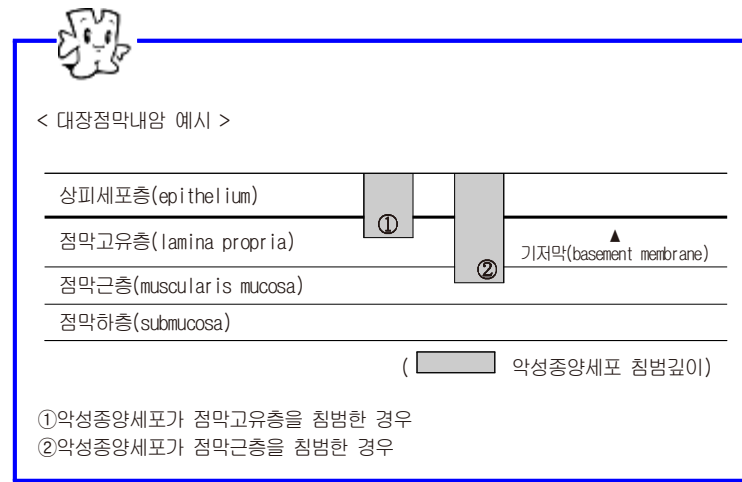 < 대장점막내암 예시 >
상피세포층(epithelium)
①
점막고유층(lamina propria)
▲
기저막(basement membrane)
②
점막근층(muscularis mucosa)
점막하층(submucosa)
( 악성종양세포 침범깊이)
①악성종양세포가 점막고유층을 침범한 경우
②악성종양세포가 점막근층을 침범한 경우